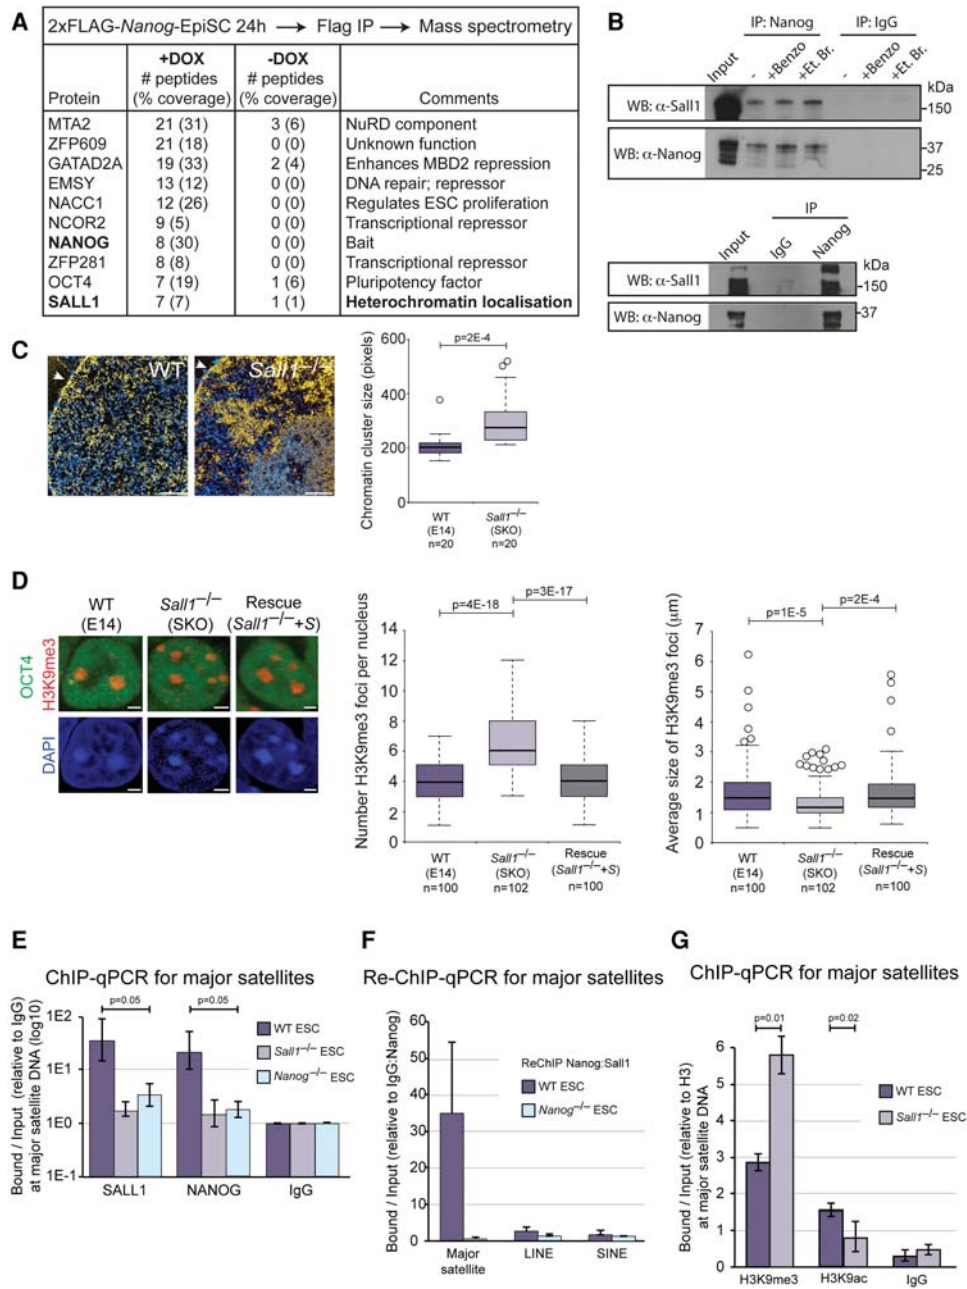 A
2xFLAG-Nanog-EpiSC 24h → Flag IP → Mass spectrometry
Protein
+DOX
# peptides
(% coverage)
-DOX
# peptides
(% coverage)
Comments
MTA2 21 (31) 3 (6) NuRD component
ZFP609 21 (18) 0 (0) Unknown function
GATAD2A 19 (33) 2 (4) Enhances MBD2 repression
EMSY 13 (12) 0 (0) DNA repair; repressor
NACC1 12 (26) 0 (0) Regulates ESC proliferation
NCOR2 9 (5) 0 (0) Transcriptional repressor
NANOG 8 (30) 0 (0) Bait
ZFP281 8 (8) 0 (0) Transcriptional repressor
OCT4 7 (19) 1 (6) Pluripotency factor
SALL1 7 (7) 1 (1) Heterochromatin localisation
B
IP: Nanog IP: IgG
Input - +Benzo +Et. Br. - +Benzo +Et. Br.
kDa
WB: α-Sall1 -150
WB: α-Nanog -37
-25
IP
Input IgG Nanog
kDa
WB: α-Sall1 -150
WB: α-Nanog -37
C
WT Sall1–/–
Chromatin cluster size (pixels)
600
400
200
0
p=2E-4
WT
(E14)
n=20
Sall1–/–
(SKO)
n=20
D
WT
(E14)
Sall1–/–
(SKO)
Rescue
(Sall1–/–+S)
OCT4
H3K9me3
DAPI
Number H3K9me3 foci per nucleus
14
12
10
8
6
4
2
0
p=4E-18
p=3E-17
WT
(E14)
n=100
Sall1–/–
(SKO)
n=102
Rescue
(Sall1–/–+S)
n=100
Average size of H3K9me3 foci (µm)
7
6
5
4
3
2
1
0
p=1E-5
p=2E-4
WT
(E14)
n=100
Sall1–/–
(SKO)
n=102
Rescue
(Sall1–/–+S)
n=100
E
ChIP-qPCR for major satellites
Bound / Input (relative to IgG)
at major satellite DNA (log10)
1E+2
1E+1
1E+0
1E-1
p=0.05
p=0.05
WT ESC
Sall1–/– ESC
Nanog–/– ESC
SALL1 NANOG IgG
F
Re-ChIP-qPCR for major satellites
Bound / Input (relative to IgG:Nanog)
60
50
40
30
20
10
0
ReChIP Nanog:Sall1
WT ESC
Nanog–/– ESC
Major
satellite
LINE
SINE
G
ChIP-qPCR for major satellites
Bound / Input (relative to H3)
at major satellite DNA
7
6
5
4
3
2
1
0
p=0.01
p=0.02
WT ESC
Sall1–/– ESC
H3K9me3 H3K9ac IgG